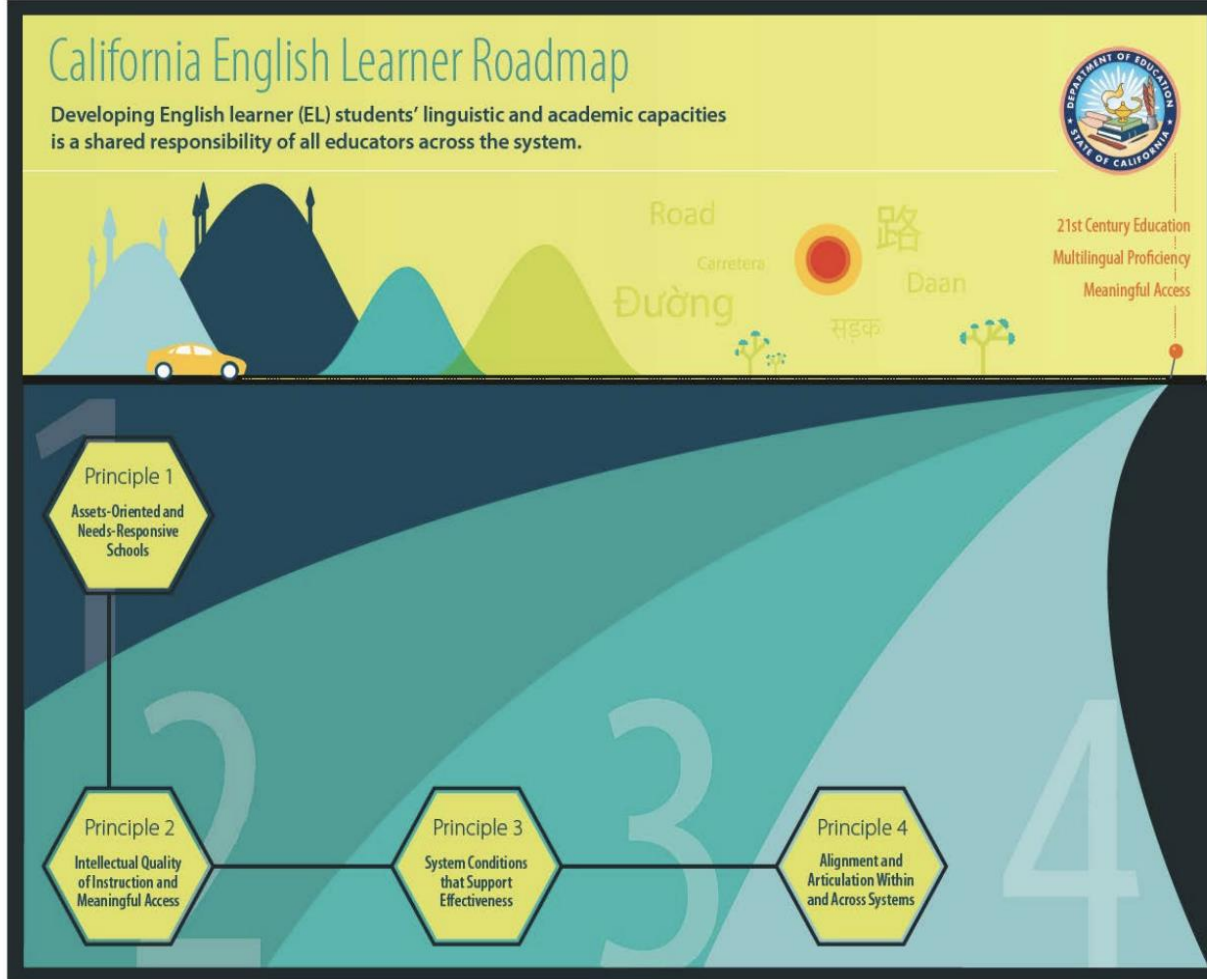 California English Learner Roadmap
Developing English learner (EL) students' linguistic and academic capacities
is a shared responsibility of all educators across the system.
DEPARTMENT OF EDUCATION
STATE OF CALIFORNIA
Road
路
Carretera
Daan
Đường
सड़क
21st Century Education
Multilingual Proficiency
Meaningful Access
1
Principle 1
Assets-Oriented and
Needs-Responsive
Schools
2
Principle 2
Intellectual Quality
of Instruction and
Meaningful Access
3
Principle 3
System Conditions
that Support
Effectiveness
4
Principle 4
Alignment and
Articulation Within
and Across Systems